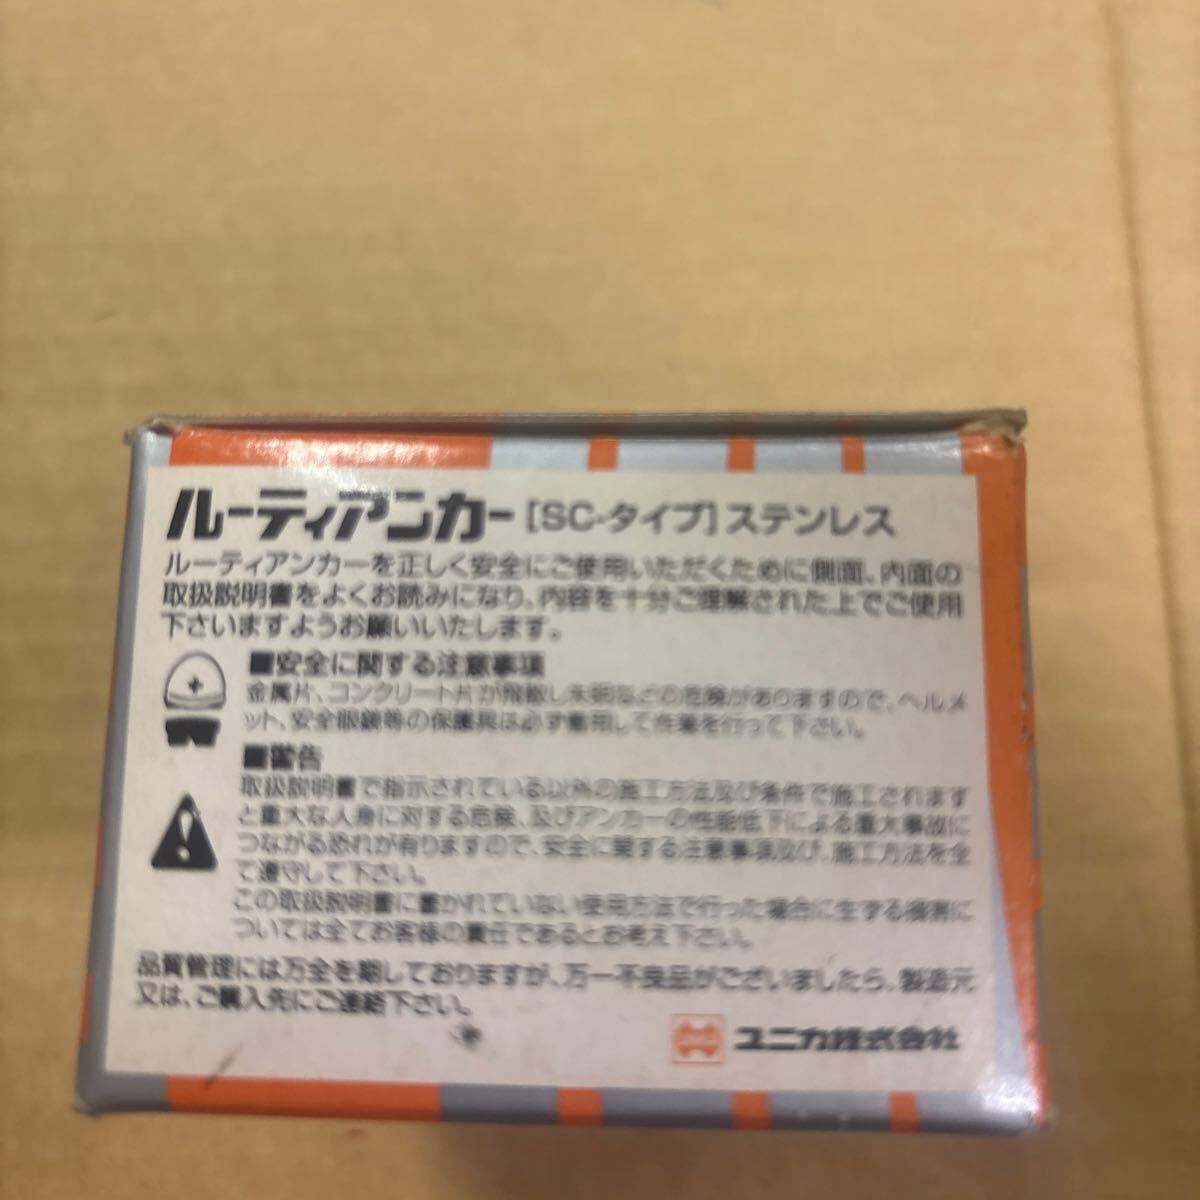 ルーティアンカー [SC-タイプ] ステンレス
ルーティアンカーを正しく安全にご使用いただくために側面、内面の
取扱説明書をよくお読みになり、内容を十分ご理解された上でご使用
下さいますようお願いいたします。
■安全に関する注意事項
金属片、コンクリート片が飛散し失明などの危険がありますので、ヘルメ
ット、安全眼鏡等の保護具は必ず着用して作業を行って下さい。
■警告
取扱説明書で指示されている以外の施工方法及び条件で施工されます
と重大な人身に対する危険、及びアンカーの性能低下による重大事故に
つながる恐れが有りますので、安全に関する注意事項及び、施工方法を全
て遵守して下さい。
この取扱説明書に書かれていない使用方法で行った場合に生ずる損害に
ついては全てお客様の責任であるとお考え下さい。
品質管理には万全を期しておりますが、万一不良品がございましたら、製造元
又は、ご購入先にご連絡下さい。
ユニカ株式会社